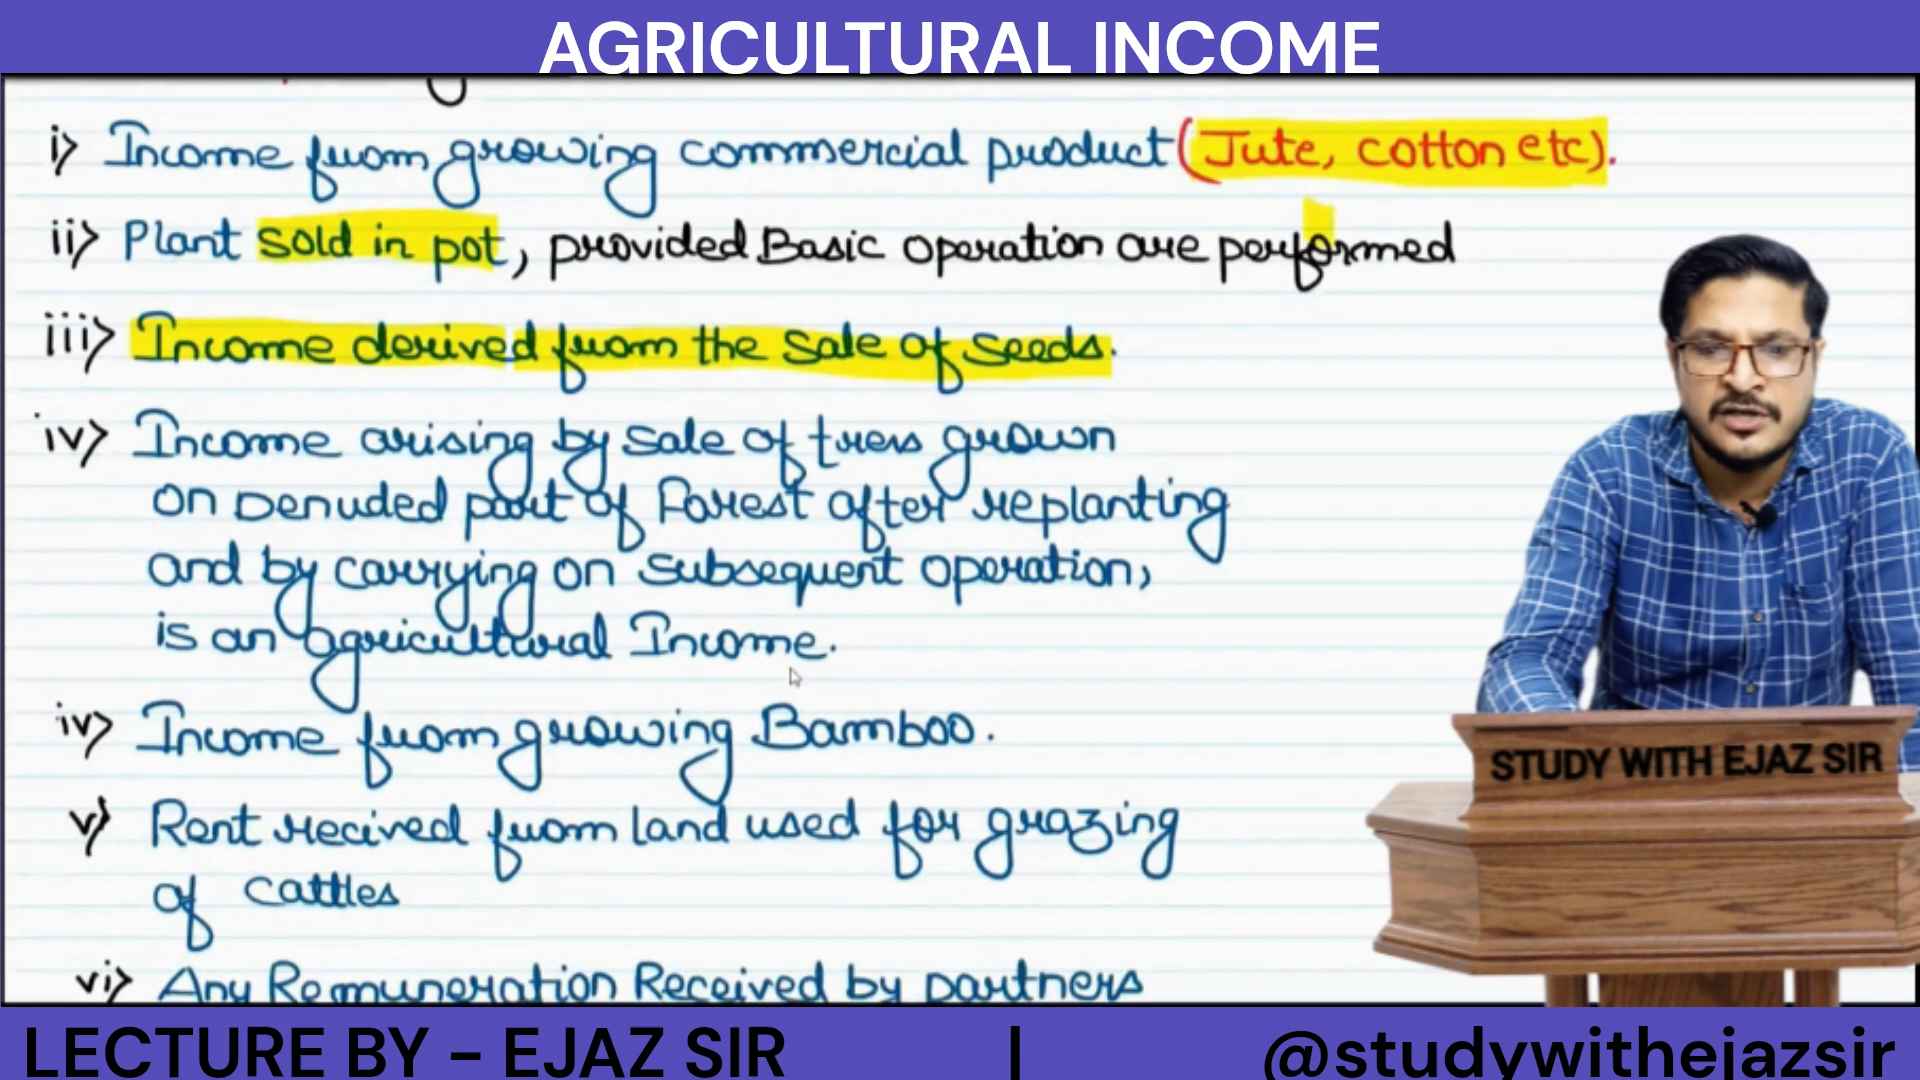 AGRICULTURAL INCOME
i) Income from growing commercial product (Jute, cotton etc).
ii) Plant sold in pot, provided Basic operation are performed
iii) Income derived from the sale of seeds.
iv) Income arising by sale of trees grown
on Denuded part of Forest after replanting
and by carrying on subsequent operation,
is an agricultural Income.
iv) Income from growing Bamboo.
v) Rent recived from land used for grazing
of cattles
vi) Any Remuneration Received by partners
STUDY WITH EJAZ SIR
LECTURE BY - EJAZ SIR | @studywithejazsir